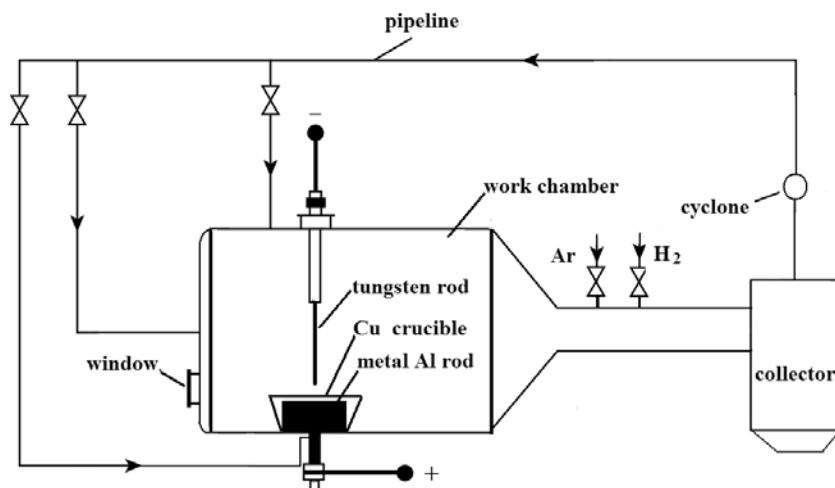 pipeline
−
work chamber
cyclone
Ar
H₂
tungsten rod
Cu crucible
metal Al rod
window
collector
+